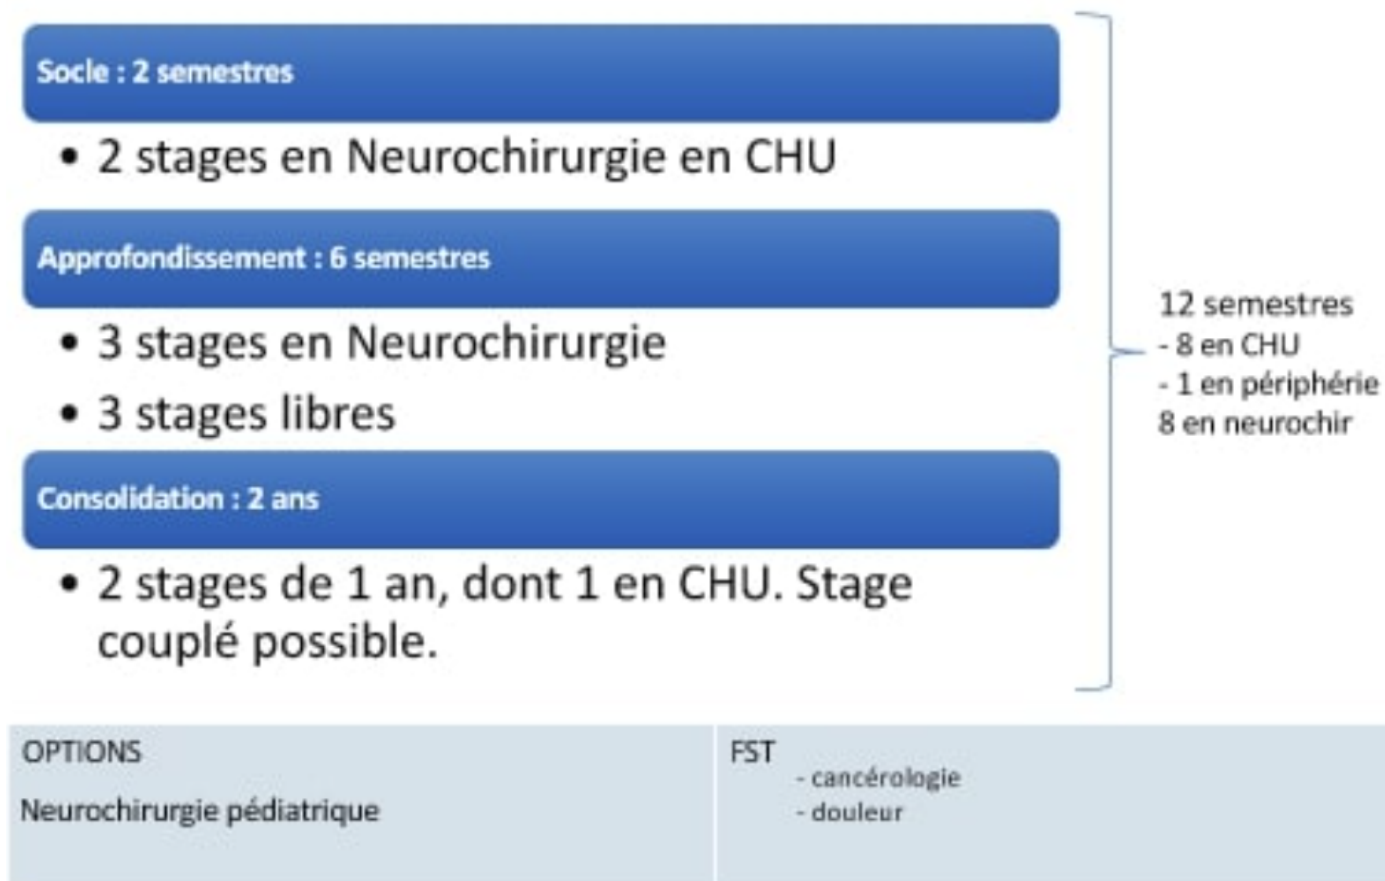 Socle : 2 semestres
• 2 stages en Neurochirurgie en CHU
Approfondissement : 6 semestres
• 3 stages en Neurochirurgie
• 3 stages libres
Consolidation : 2 ans
• 2 stages de 1 an, dont 1 en CHU. Stage
couplé possible.
12 semestres
- 8 en CHU
- 1 en périphérie
8 en neurochir
OPTIONS
Neurochirurgie pédiatrique
FST
- cancérologie
- douleur